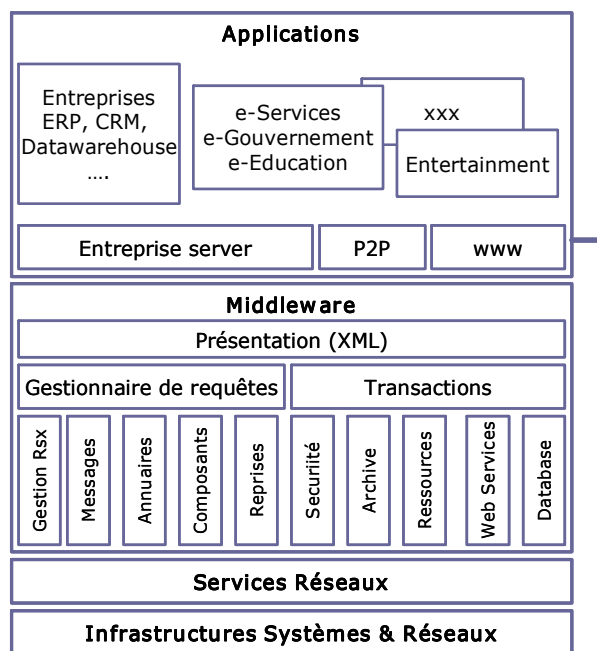 Applications
Entreprises
ERP, CRM,
Datawarehouse
....
e-Services
e-Gouvernement
e-Education
xxx
Entertainment
Entreprise server
P2P
www
Middleware
Présentation (XML)
Gestionnaire de requêtes
Transactions
Gestion Rsx
Messages
Annuaires
Composants
Reprises
Securiité
Archive
Ressources
Web Services
Database
Services Réseaux
Infrastructures Systèmes & Réseaux